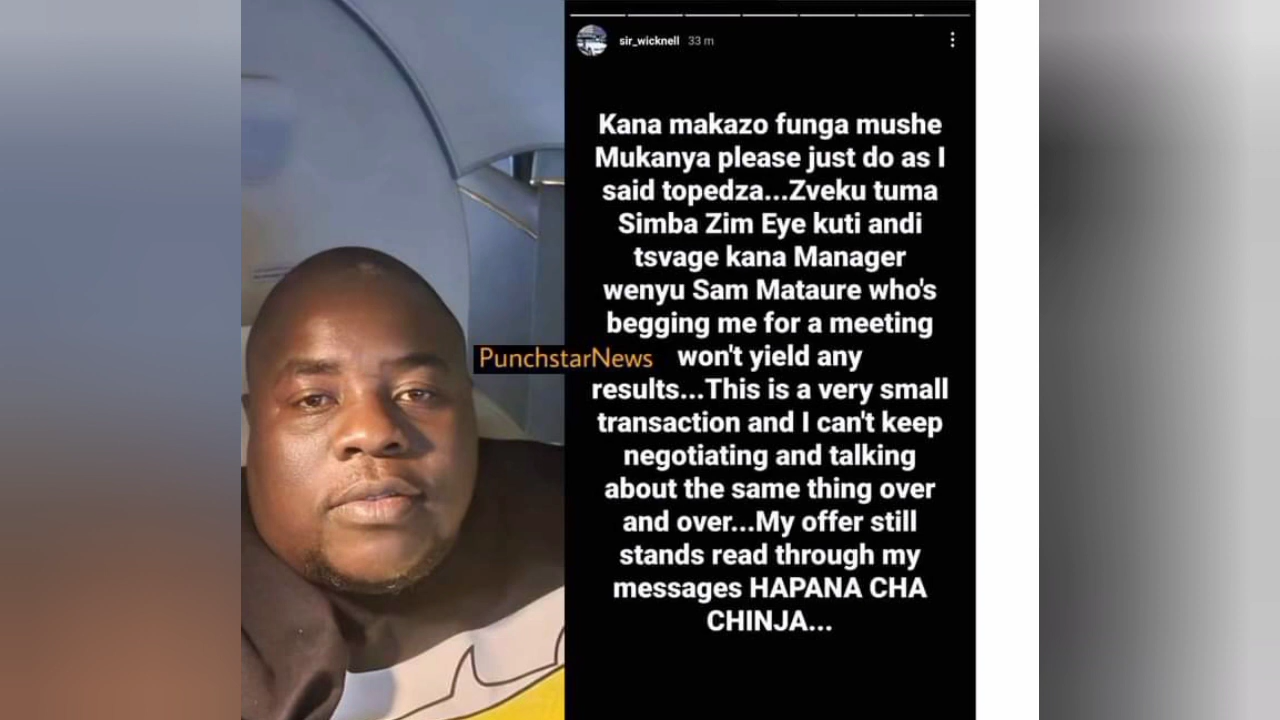 sir_wicknell 33 m
Kana makazo funga mushe
Mukanya please just do as I
said topedza...Zveku tuma
Simba Zim Eye kuti andi
tsvage kana Manager
wenyu Sam Mataure who's
begging me for a meeting
won't yield any
results...This is a very small
transaction and I can't keep
negotiating and talking
about the same thing over
and over...My offer still
stands read through my
messages HAPANA CHA
CHINJA...
PunchstarNews